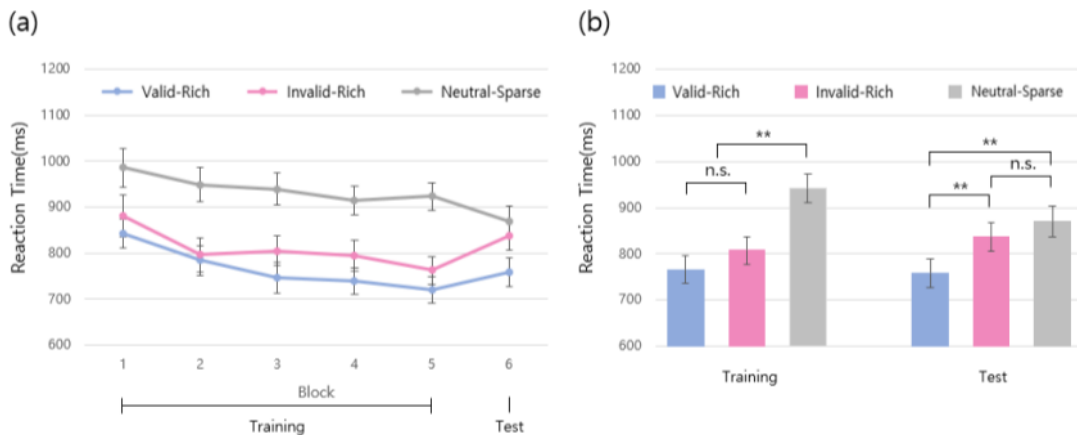 (a)
1200
Valid-Rich Invalid-Rich Neutral-Sparse
1100
1000
900
800
700
600
Reaction Time(ms)
1 2 3 4 5 6
Block
Training Test
(b)
1200
Valid-Rich Invalid-Rich Neutral-Sparse
1100
1000
900
800
700
600
Reaction Time(ms)
**
n.s.
**
n.s.
**
Training Test